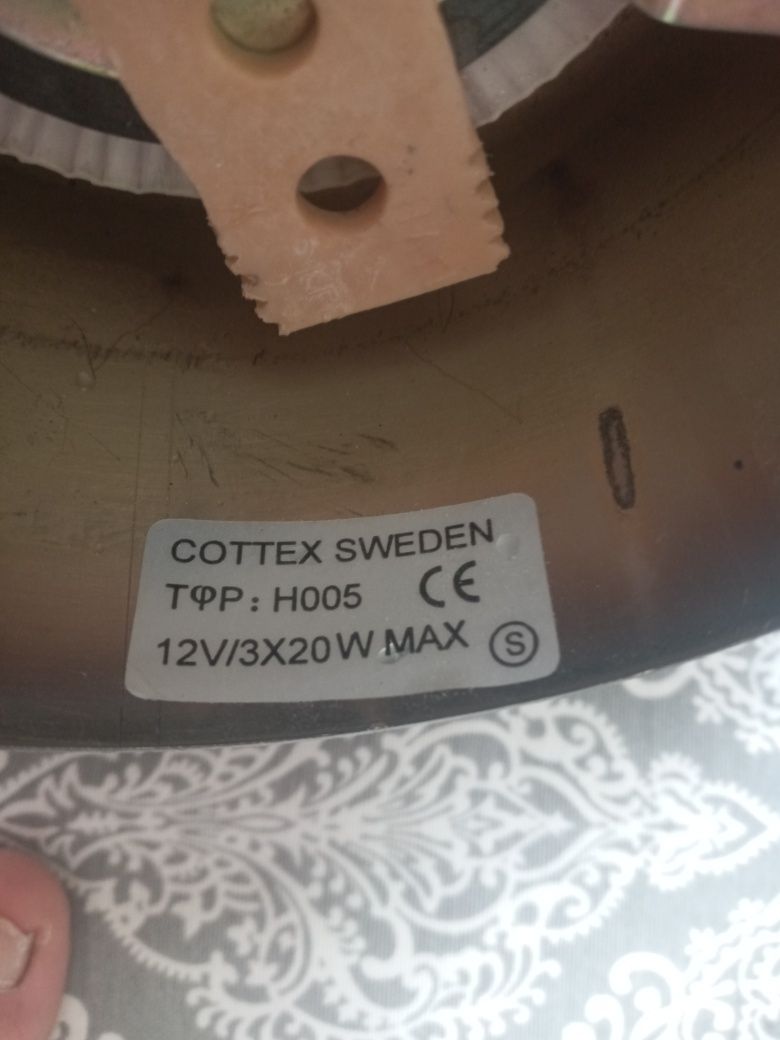 COTTEX SWEDEN
TφP: H005 CE
12V/3X20W MAX S